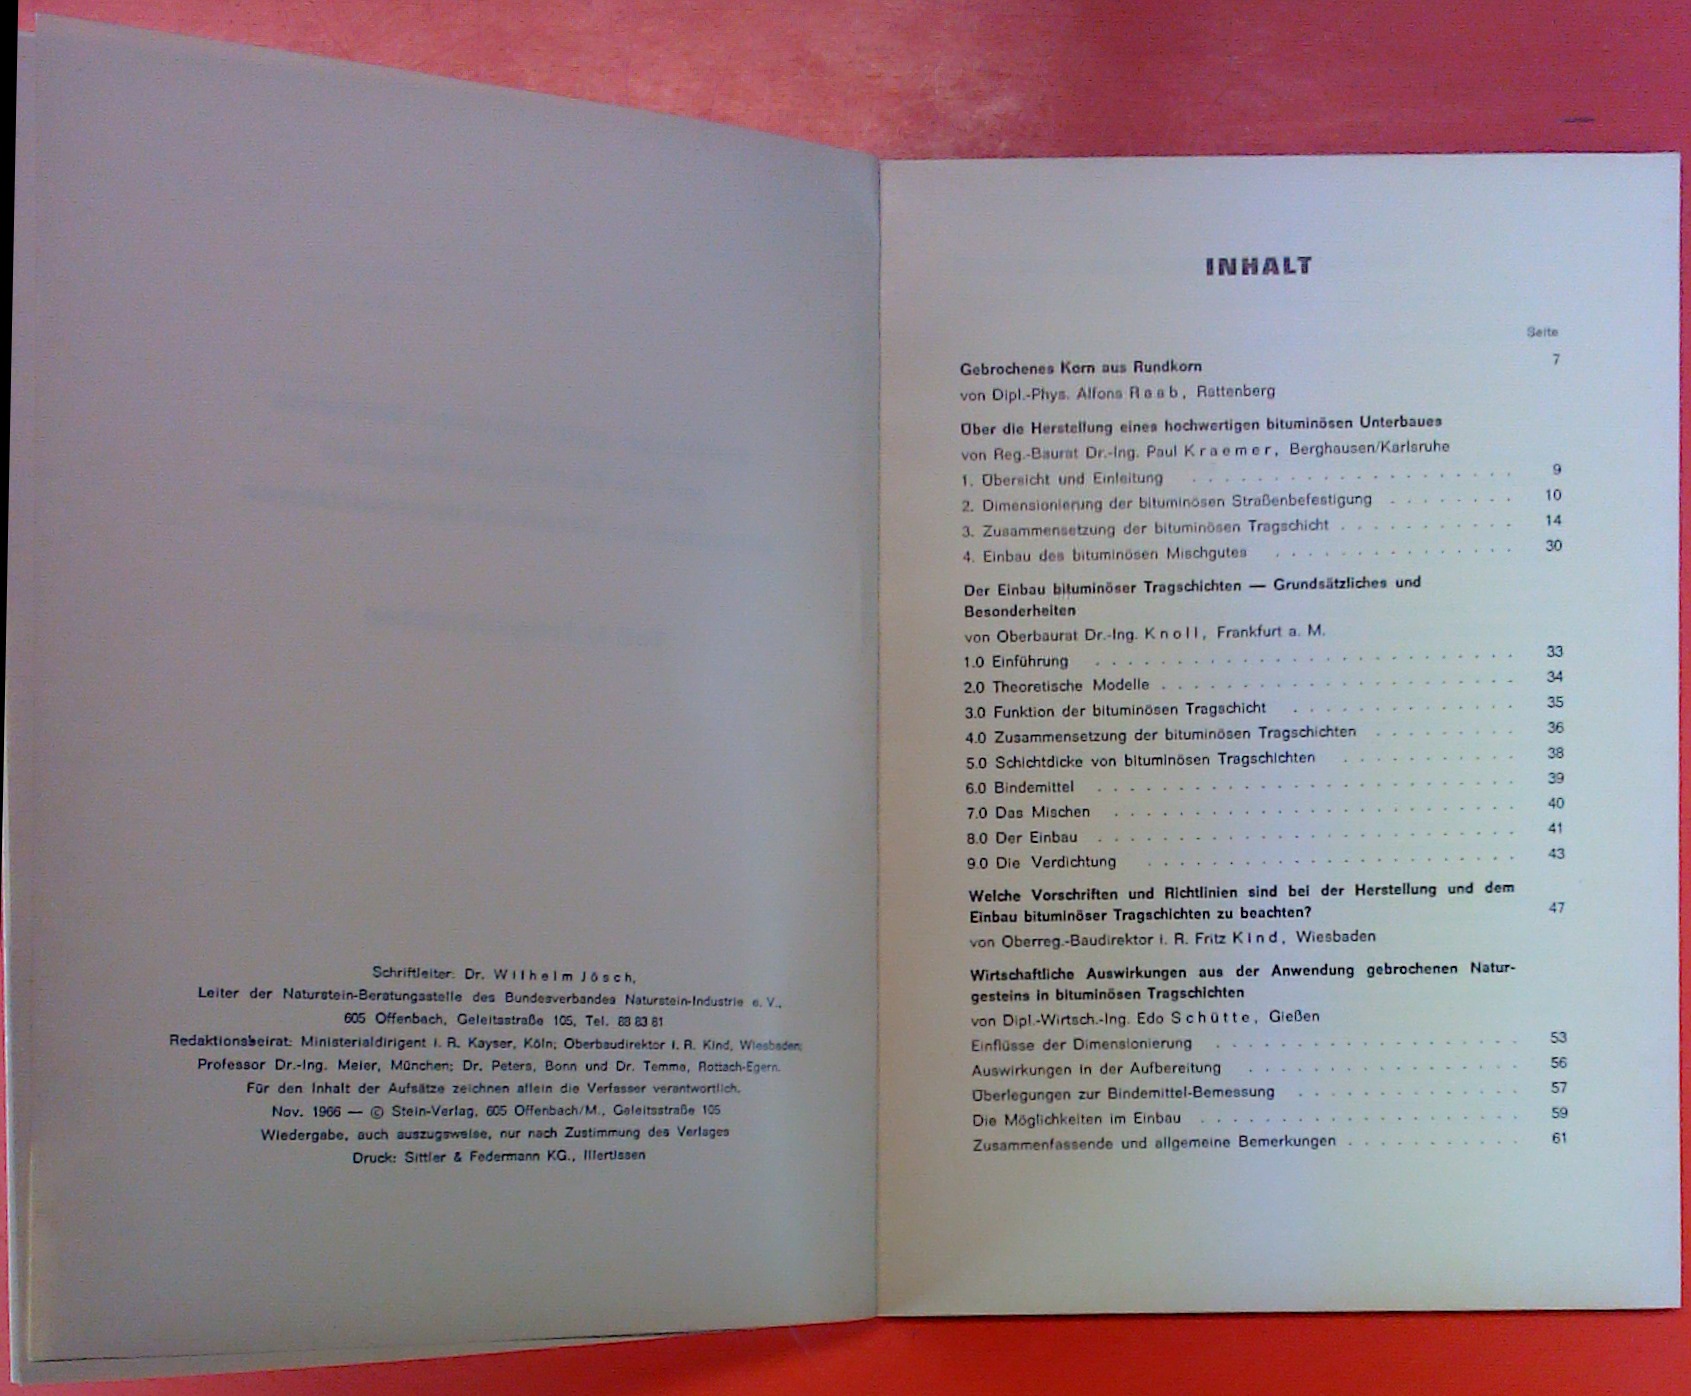 Schriftleiter: Dr. Wilhelm Jösch,
Leiter der Naturstein-Beratungsstelle des Bundesverbandes Naturstein-Industrie e. V.,
605 Offenbach, Geleitsstraße 105, Tel. 88 83 81
Redaktionsbeirat: Ministerialdirigent i. R. Kayser, Köln; Oberbaudirektor i. R. Kind, Wiesbaden;
Professor Dr.-Ing. Meier, München; Dr. Peters, Bonn und Dr. Temme, Rottach-Egern.
Für den Inhalt der Aufsätze zeichnen allein die Verfasser verantwortlich.
Nov. 1966 — © Stein-Verlag, 605 Offenbach/M., Geleitsstraße 105
Wiedergabe, auch auszugsweise, nur nach Zustimmung des Verlages
Druck: Sittler & Federmann KG., Illertissen
INHALT
Seite
Gebrochenes Korn aus Rundkorn 7
von Dipl.-Phys. Alfons Raab, Rattenberg
Über die Herstellung eines hochwertigen bituminösen Unterbaues
von Reg.-Baurat Dr.-Ing. Paul Kraemer, Berghausen/Karlsruhe
1. Übersicht und Einleitung . . . . . . . . . . . . . . . 9
2. Dimensionierung der bituminösen Straßenbefestigung . . . . . . . 10
3. Zusammensetzung der bituminösen Tragschicht . . . . . . . . . . 14
4. Einbau des bituminösen Mischgutes . . . . . . . . . . . . . 30
Der Einbau bituminöser Tragschichten — Grundsätzliches und
Besonderheiten
von Oberbaurat Dr.-Ing. Knoll, Frankfurt a. M.
1.0 Einführung . . . . . . . . . . . . . . . . . . . . 33
2.0 Theoretische Modelle . . . . . . . . . . . . . . . . . 34
3.0 Funktion der bituminösen Tragschicht . . . . . . . . . . . . 35
4.0 Zusammensetzung der bituminösen Tragschichten . . . . . . . . 36
5.0 Schichtdicke von bituminösen Tragschichten . . . . . . . . . . 38
6.0 Bindemittel . . . . . . . . . . . . . . . . . . . . 39
7.0 Das Mischen . . . . . . . . . . . . . . . . . . . 40
8.0 Der Einbau . . . . . . . . . . . . . . . . . . . . 41
9.0 Die Verdichtung . . . . . . . . . . . . . . . . . . 43
Welche Vorschriften und Richtlinien sind bei der Herstellung und dem
Einbau bituminöser Tragschichten zu beachten? 47
von Oberreg.-Baudirektor i. R. Fritz Kind, Wiesbaden
Wirtschaftliche Auswirkungen aus der Anwendung gebrochenen Natur-
gesteins in bituminösen Tragschichten
von Dipl.-Wirtsch.-Ing. Edo Schütte, Gießen
Einflüsse der Dimensionierung . . . . . . . . . . . . . . . 53
Auswirkungen in der Aufbereitung . . . . . . . . . . . . . 56
Überlegungen zur Bindemittel-Bemessung . . . . . . . . . . . 57
Die Möglichkeiten im Einbau . . . . . . . . . . . . . . . 59
Zusammenfassende und allgemeine Bemerkungen . . . . . . . . . 61